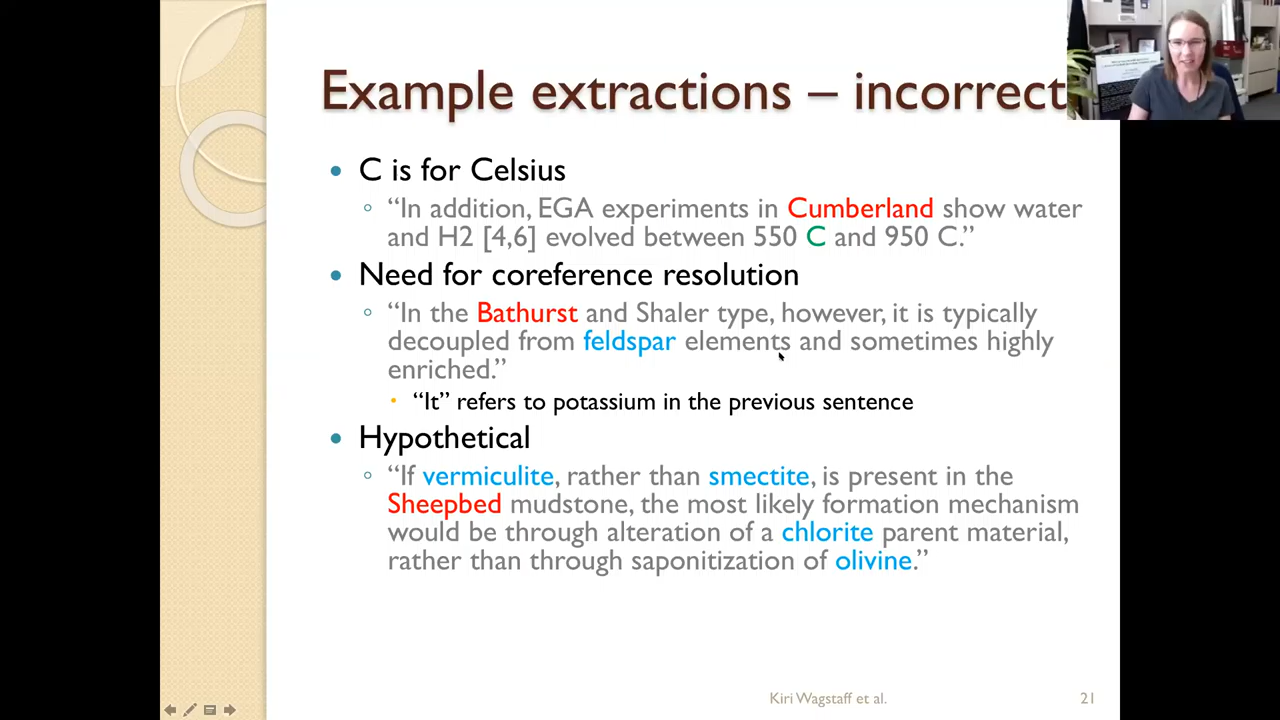 Example extractions – incorrect
• C is for Celsius
◦ “In addition, EGA experiments in Cumberland show water
and H2 [4,6] evolved between 550 C and 950 C.”
• Need for coreference resolution
◦ “In the Bathurst and Shaler type, however, it is typically
decoupled from feldspar elements and sometimes highly
enriched.”
• “It” refers to potassium in the previous sentence
• Hypothetical
◦ “If vermiculite, rather than smectite, is present in the
Sheepbed mudstone, the most likely formation mechanism
would be through alteration of a chlorite parent material,
rather than through saponitization of olivine.”
Kiri Wagstaff et al.
21